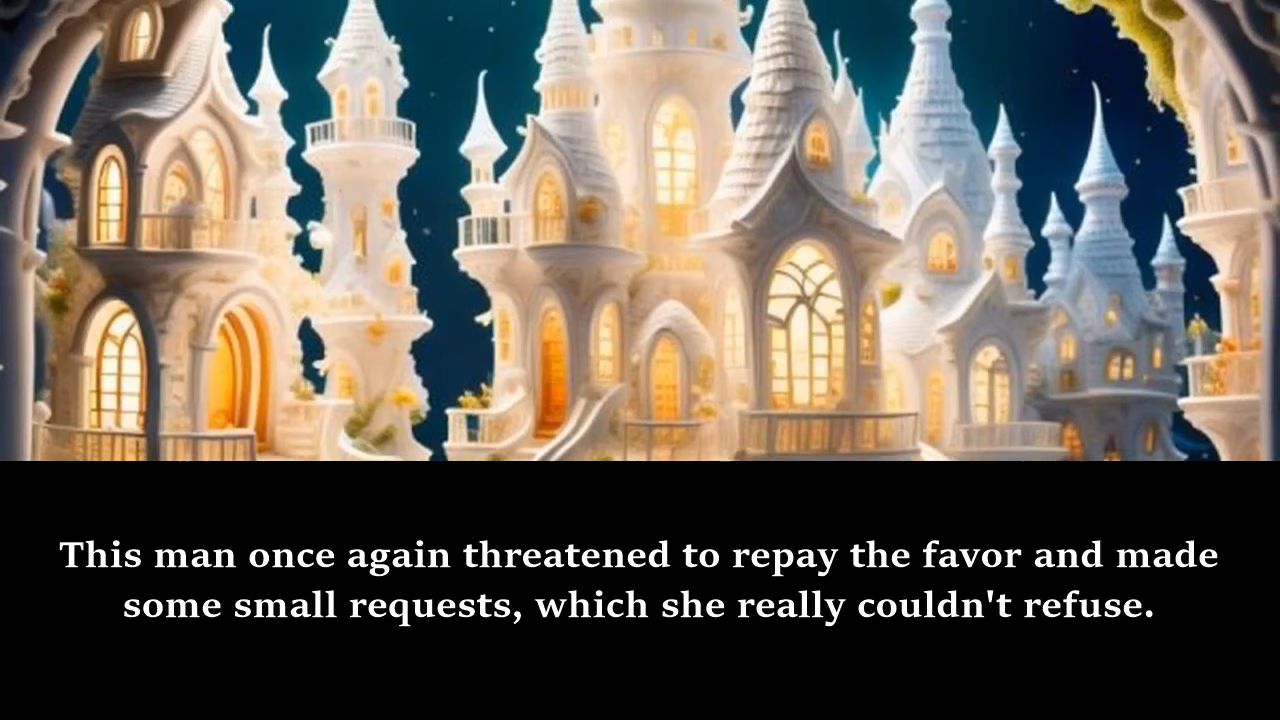 This man once again threatened to repay the favor and made
some small requests, which she really couldn't refuse.